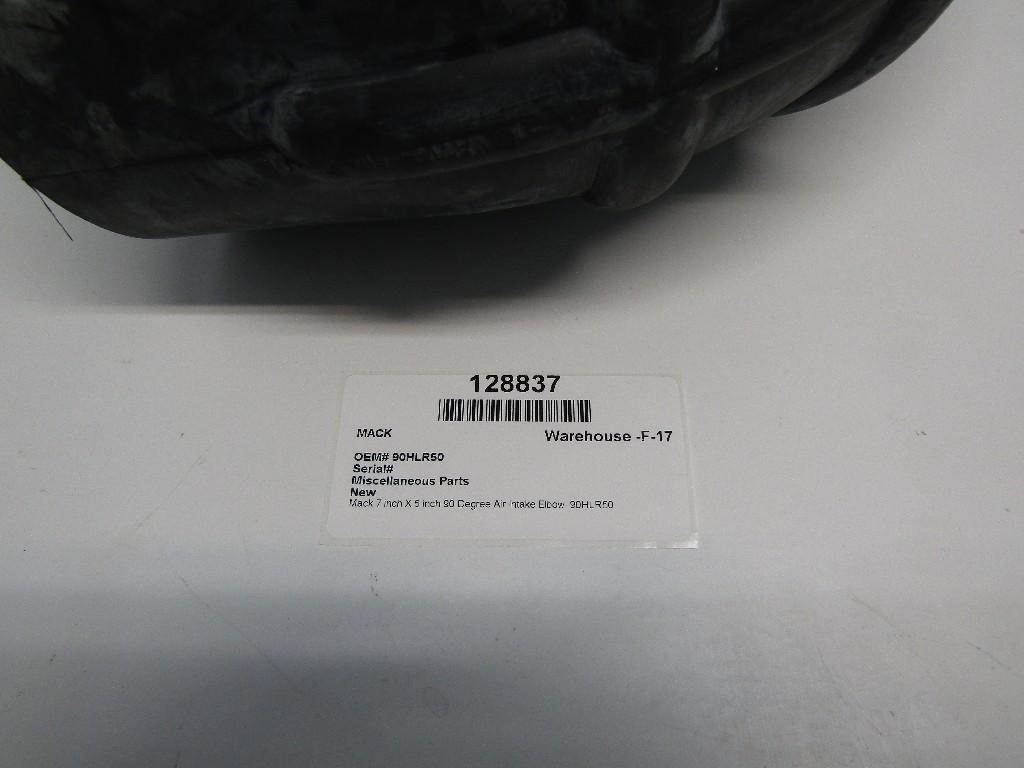 128837
MACK
Warehouse -F-17
OEM# 90HLR50
Serial#
Miscellaneous Parts
New
Mack 7 inch X 5 inch 90 Degree Air Intake Elbow 90HLR50